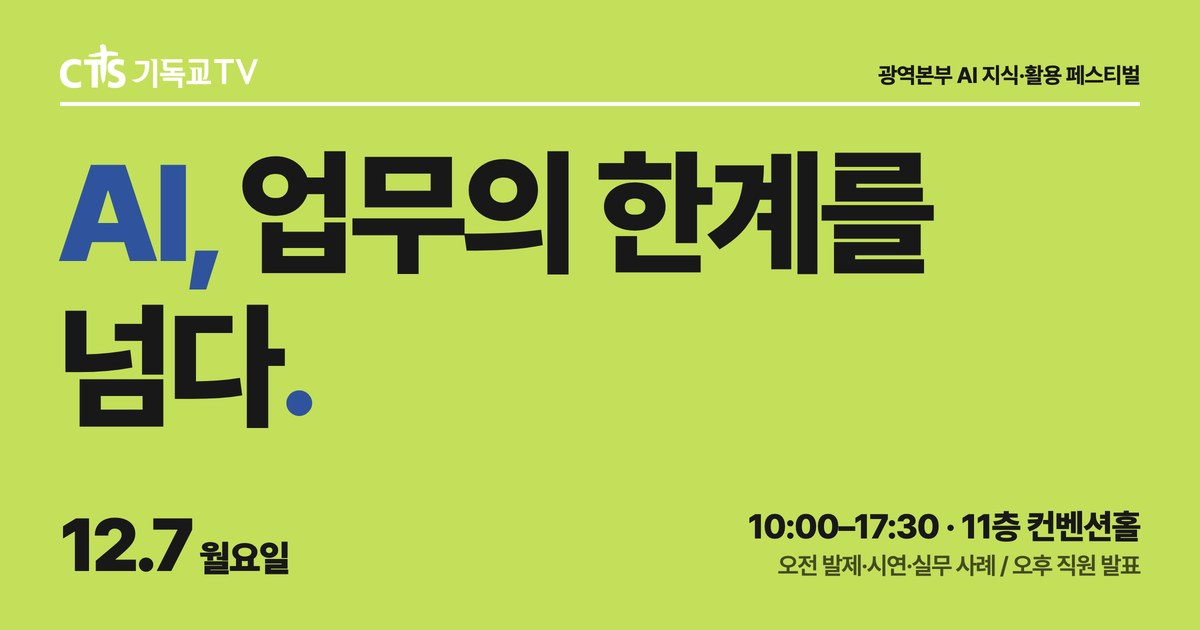 CTS 기독교TV
광역본부 AI 지식·활용 페스티벌
AI, 업무의 한계를
넘다.
12.7 월요일
10:00–17:30 · 11층 컨벤션홀
오전 발제·시연·실무 사례 / 오후 직원 발표